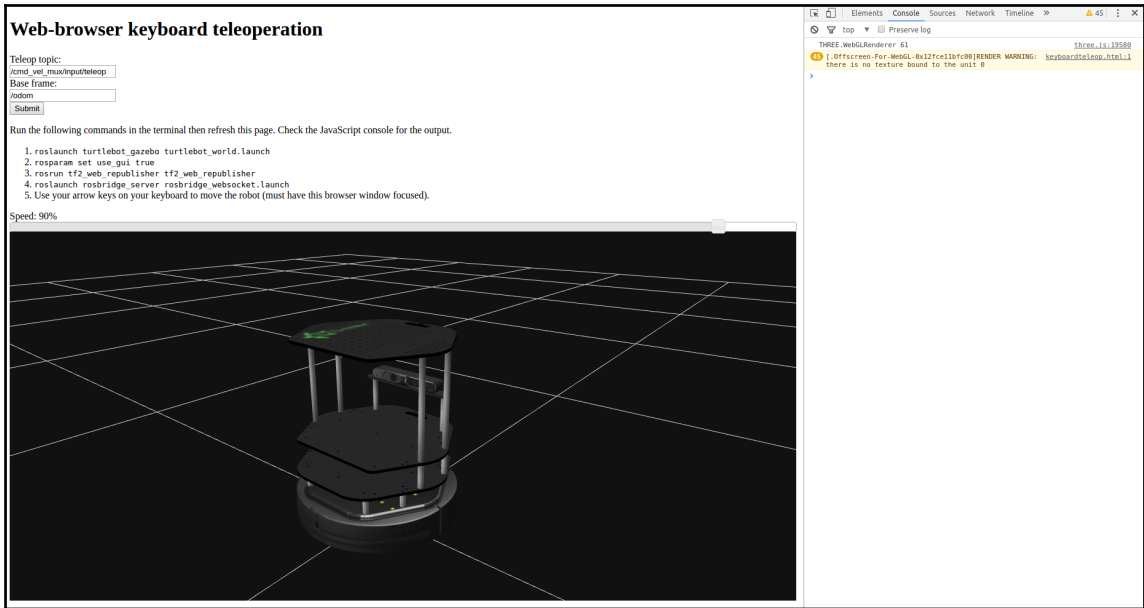 Web-browser keyboard teleoperation
Teleop topic:
/cmd_vel_mux/input/teleop
Base frame:
/odom
Submit
Run the following commands in the terminal then refresh this page. Check the JavaScript console for the output.
1. roslaunch turtlebot_gazebo turtlebot_world.launch
2. rosparam set use_gui true
3. rosrun tf2_web_republisher tf2_web_republisher
4. roslaunch rosbridge_server rosbridge_websocket.launch
5. Use your arrow keys on your keyboard to move the robot (must have this browser window focused).
Speed: 90%
Elements Console Sources Network Timeline » 45
top ▼ Preserve log
THREE.WebGLRenderer 61 three.js:19580
45 [.Offscreen-For-WebGL-0x12fce11bfc00]RENDER WARNING: keyboardteleop.html:1
there is no texture bound to the unit 0
>